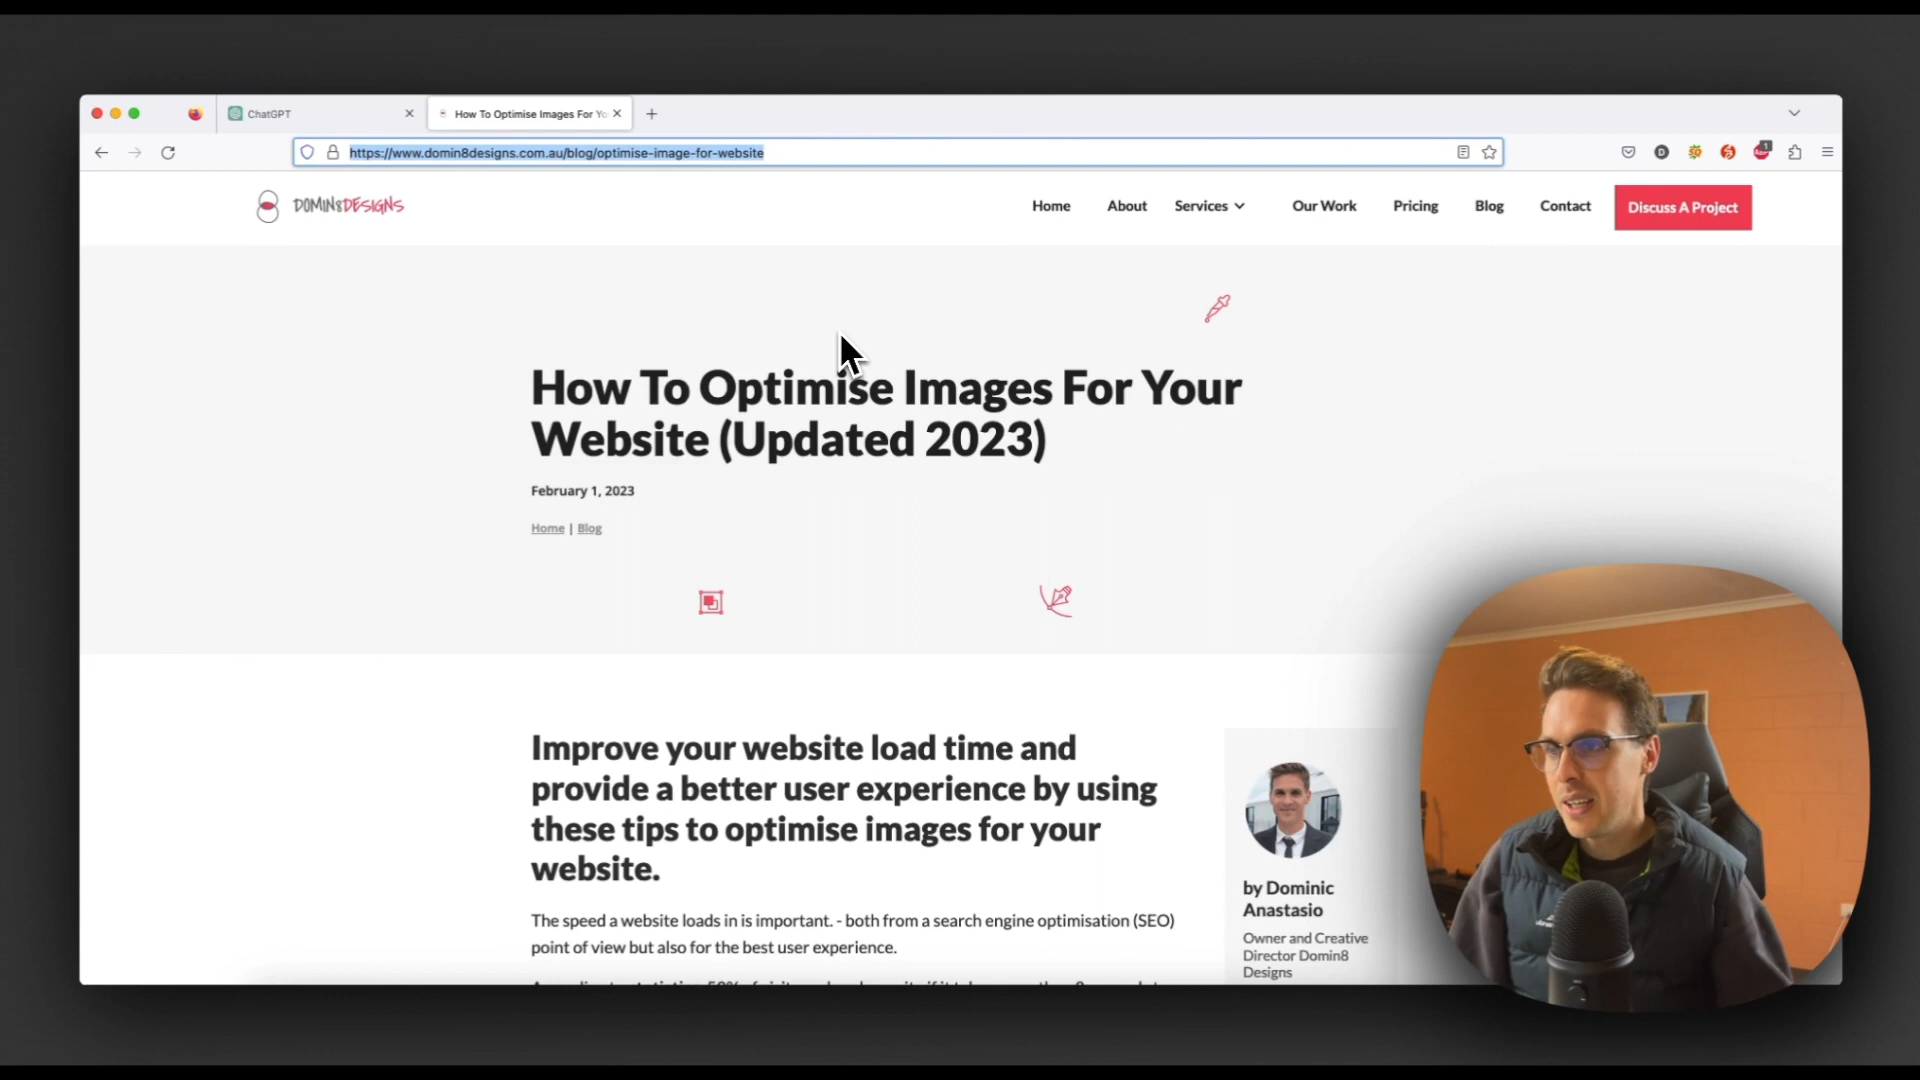 ChatGPT
How To Optimise Images For Yo
https://www.domin8designs.com.au/blog/optimise-image-for-website
1
DOMIN8DESIGNS
Home
About
Services
Our Work
Pricing
Blog
Contact
Discuss A Project
How To Optimise Images For Your
Website (Updated 2023)
February 1, 2023
Home | Blog
Improve your website load time and
provide a better user experience by using
these tips to optimise images for your
website.
The speed a website loads in is important. - both from a search engine optimisation (SEO)
point of view but also for the best user experience.
by Dominic
Anastasio
Owner and Creative
Director Domin8
Designs